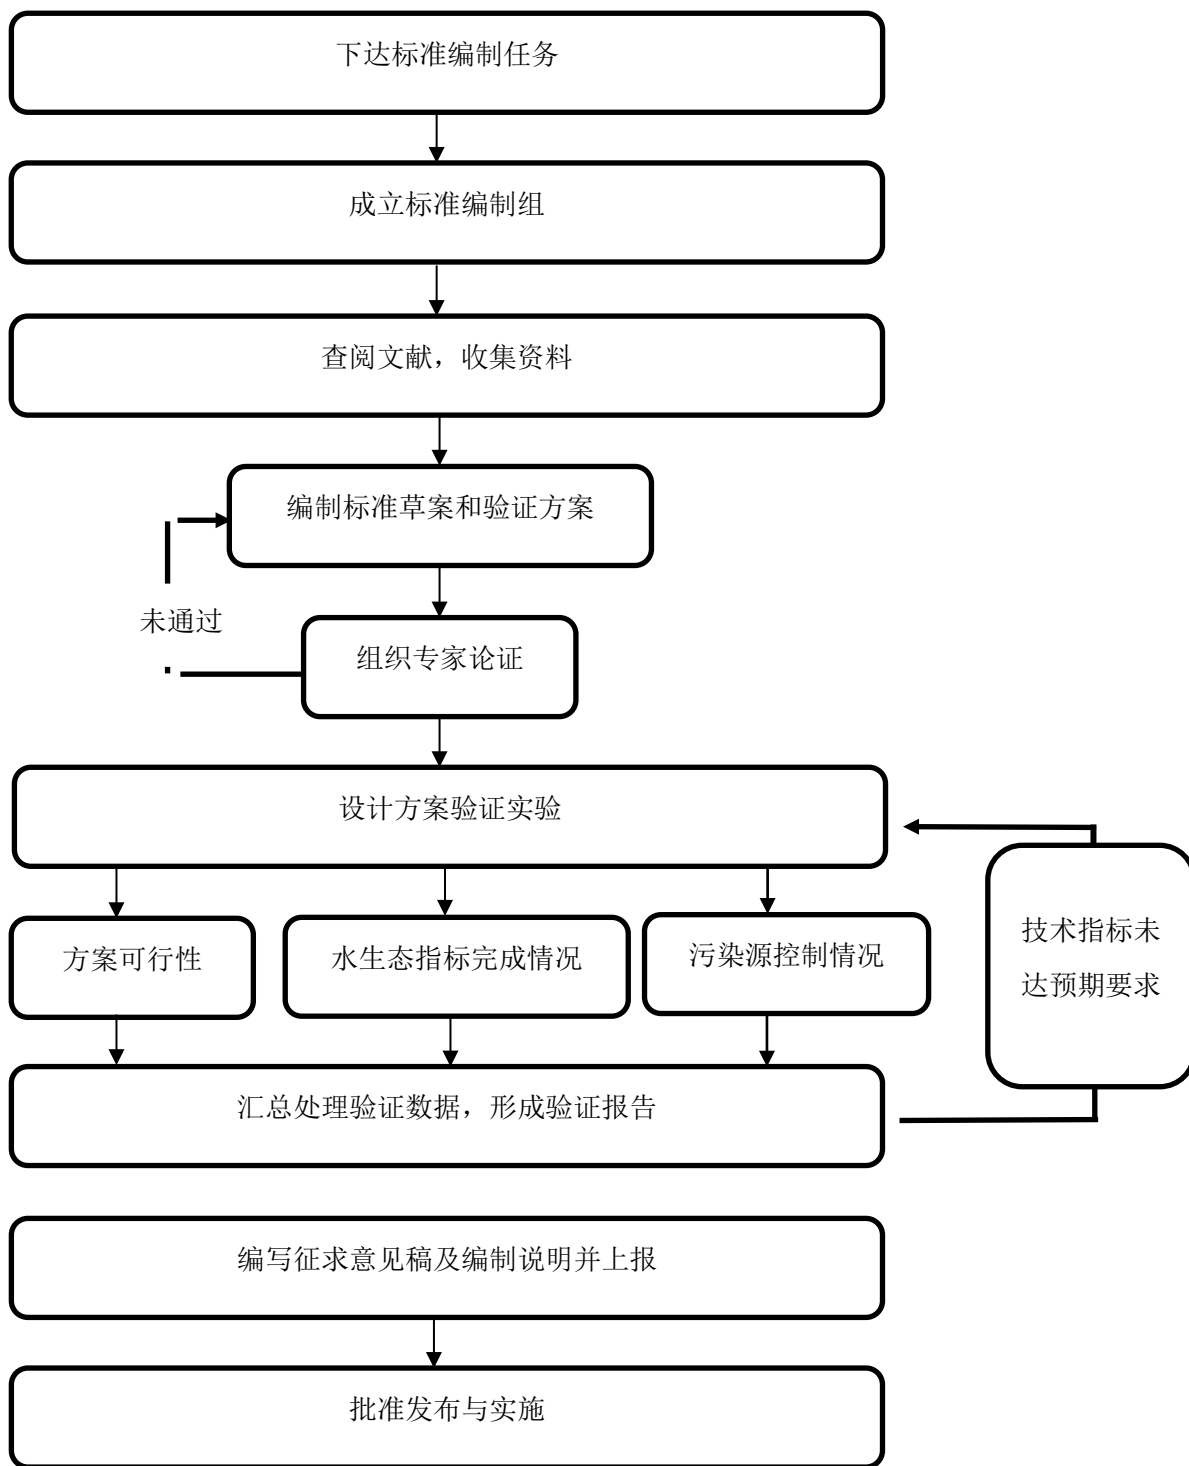 下达标准编制任务
成立标准编制组
查阅文献，收集资料
编制标准草案和验证方案
未通过
组织专家论证
设计方案验证实验
方案可行性
水生态指标完成情况
污染源控制情况
技术指标未
达预期要求
汇总处理验证数据，形成验证报告
编写征求意见稿及编制说明并上报
批准发布与实施